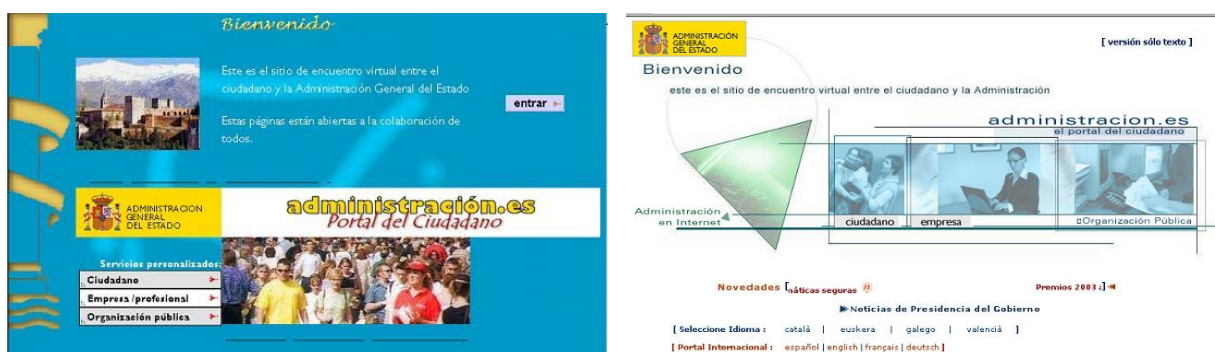 Bienvenido
Este es el sitio de encuentro virtual entre el
ciudadano y la Administración General del Estado
entrar
Estas páginas están abiertas a la colaboración de
todos.
ADMINISTRACION
GENERAL
DEL ESTADO
administración.es
Portal del Ciudadano
Servicios personalizados:
Ciudadano
Empresa /profesional
Organización pública
ADMINISTRACIÓN
GENERAL
DEL ESTADO
[ versión sólo texto ]
Bienvenido
este es el sitio de encuentro virtual entre el ciudadano y la Administración
administracion.es
el portal del ciudadano
Administración
en Internet
ciudadano
empresa
Organización Pública
Novedades [náticas seguras
Premios 2003 :]
Noticias de Presidencia del Gobierno
[ Seleccione Idioma : català | euskera | galego | valencià ]
[ Portal Internacional : español | english | français | deutsch ]